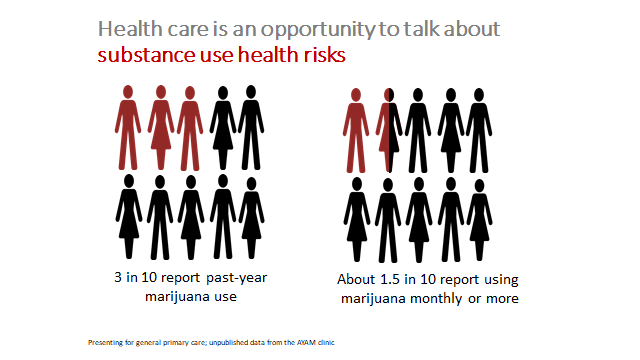 Health care is an opportunity to talk about
substance use health risks
3 in 10 report past-year
marijuana use
About 1.5 in 10 report using
marijuana monthly or more
Presenting for general primary care; unpublished data from the AYAM clinic